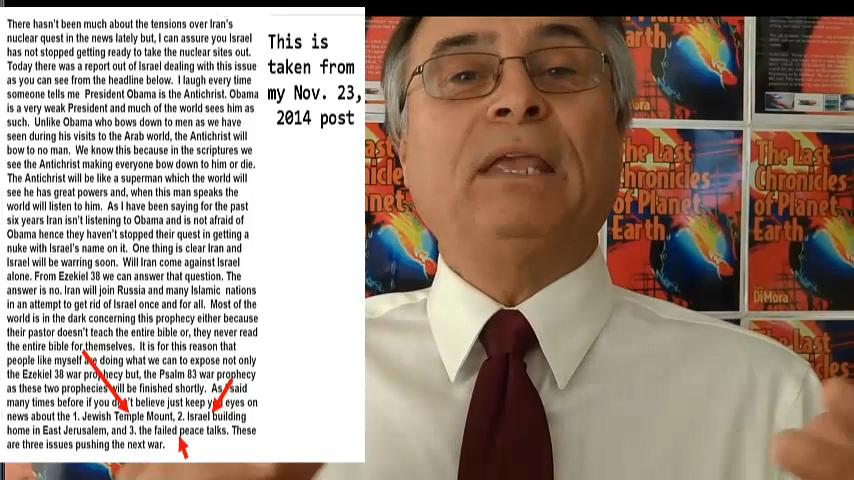 There hasn't been much about the tensions over Iran's
nuclear quest in the news lately but, I can assure you Israel
has not stopped getting ready to take the nuclear sites out.
Today there was a report out of Israel dealing with this issue
as you can see from the headline below. I laugh every time
someone tells me President Obama is the Antichrist. Obama
is a very weak President and much of the world sees him as
such. Unlike Obama who bows down to men as we have
seen during his visits to the Arab world, the Antichrist will
bow to no man. We know this because in the scriptures we
see the Antichrist making everyone bow down to him or die.
The Antichrist will be like a superman which the world will
see he has great powers and, when this man speaks the
world will listen to him. As I have been saying for the past
six years Iran isn't listening to Obama and is not afraid of
Obama hence they haven't stopped their quest in getting a
nuke with Israel's name on it. One thing is clear Iran and
Israel will be warring soon. Will Iran come against Israel
alone. From Ezekiel 38 we can answer that question. The
answer is no. Iran will join Russia and many Islamic nations
in an attempt to get rid of Israel once and for all. Most of the
world is in the dark concerning this prophecy either because
their pastor doesn't teach the entire bible or, they never read
the entire bible for themselves. It is for this reason that
people like myself are doing what we can to expose not only
the Ezekiel 38 war prophecy but, the Psalm 83 war prophecy
as these two prophecies will be finished shortly. As I said
many times before if you don't believe just keep your eyes on
news about the 1. Jewish Temple Mount, 2. Israel building
home in East Jerusalem, and 3. the failed peace talks. These
are three issues pushing the next war.
This is
taken from
my Nov. 23,
2014 post
Earth
Mora
The Last
Chronicles
of Planet
Earth
The Last
Chronicles
of Planet
Earth
DiMora